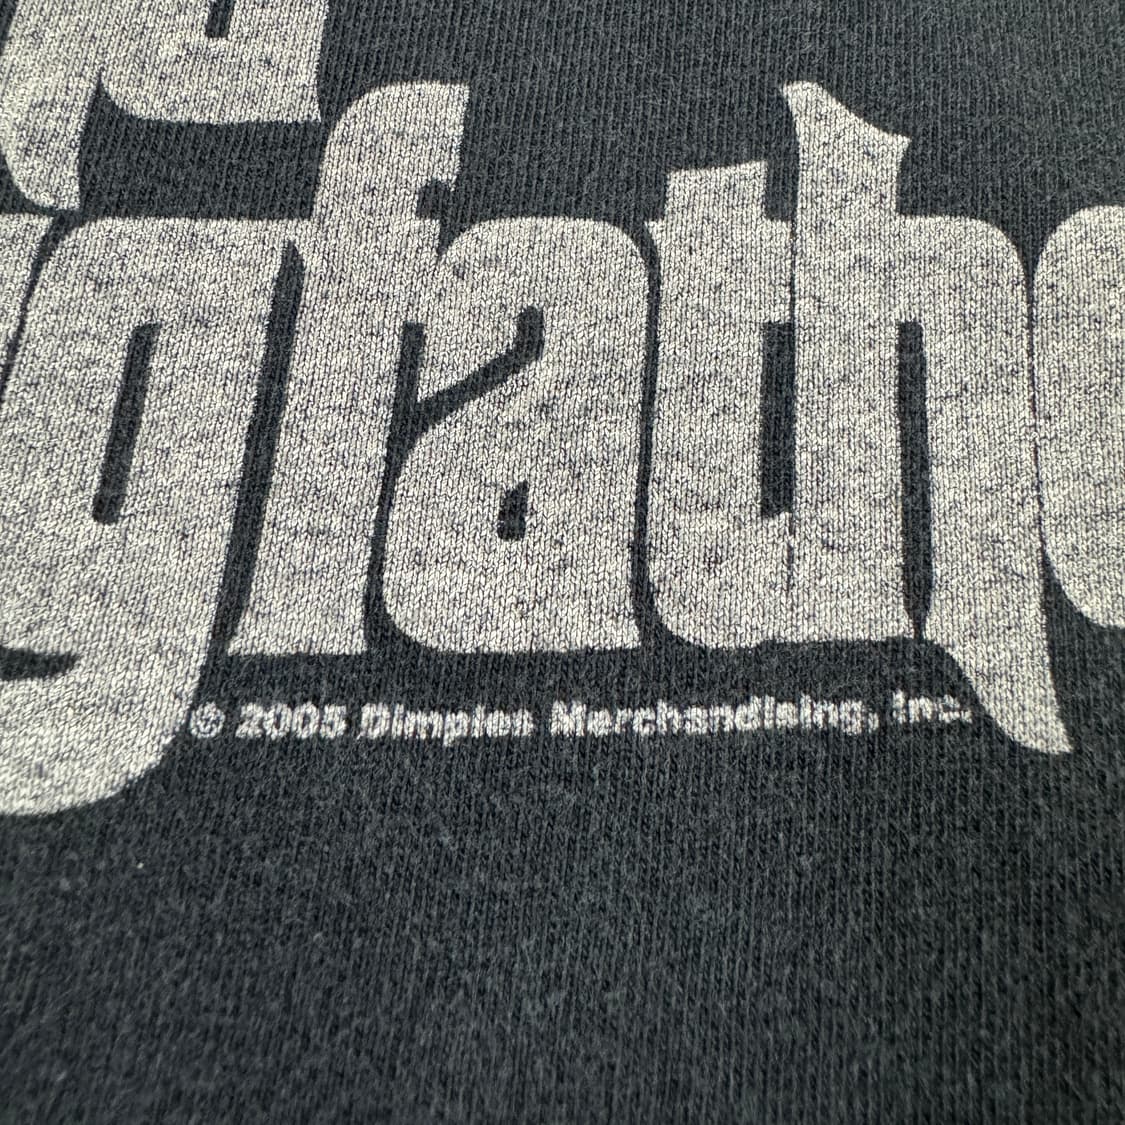 gfath
© 2005 Dimples Merchandising, Inc.